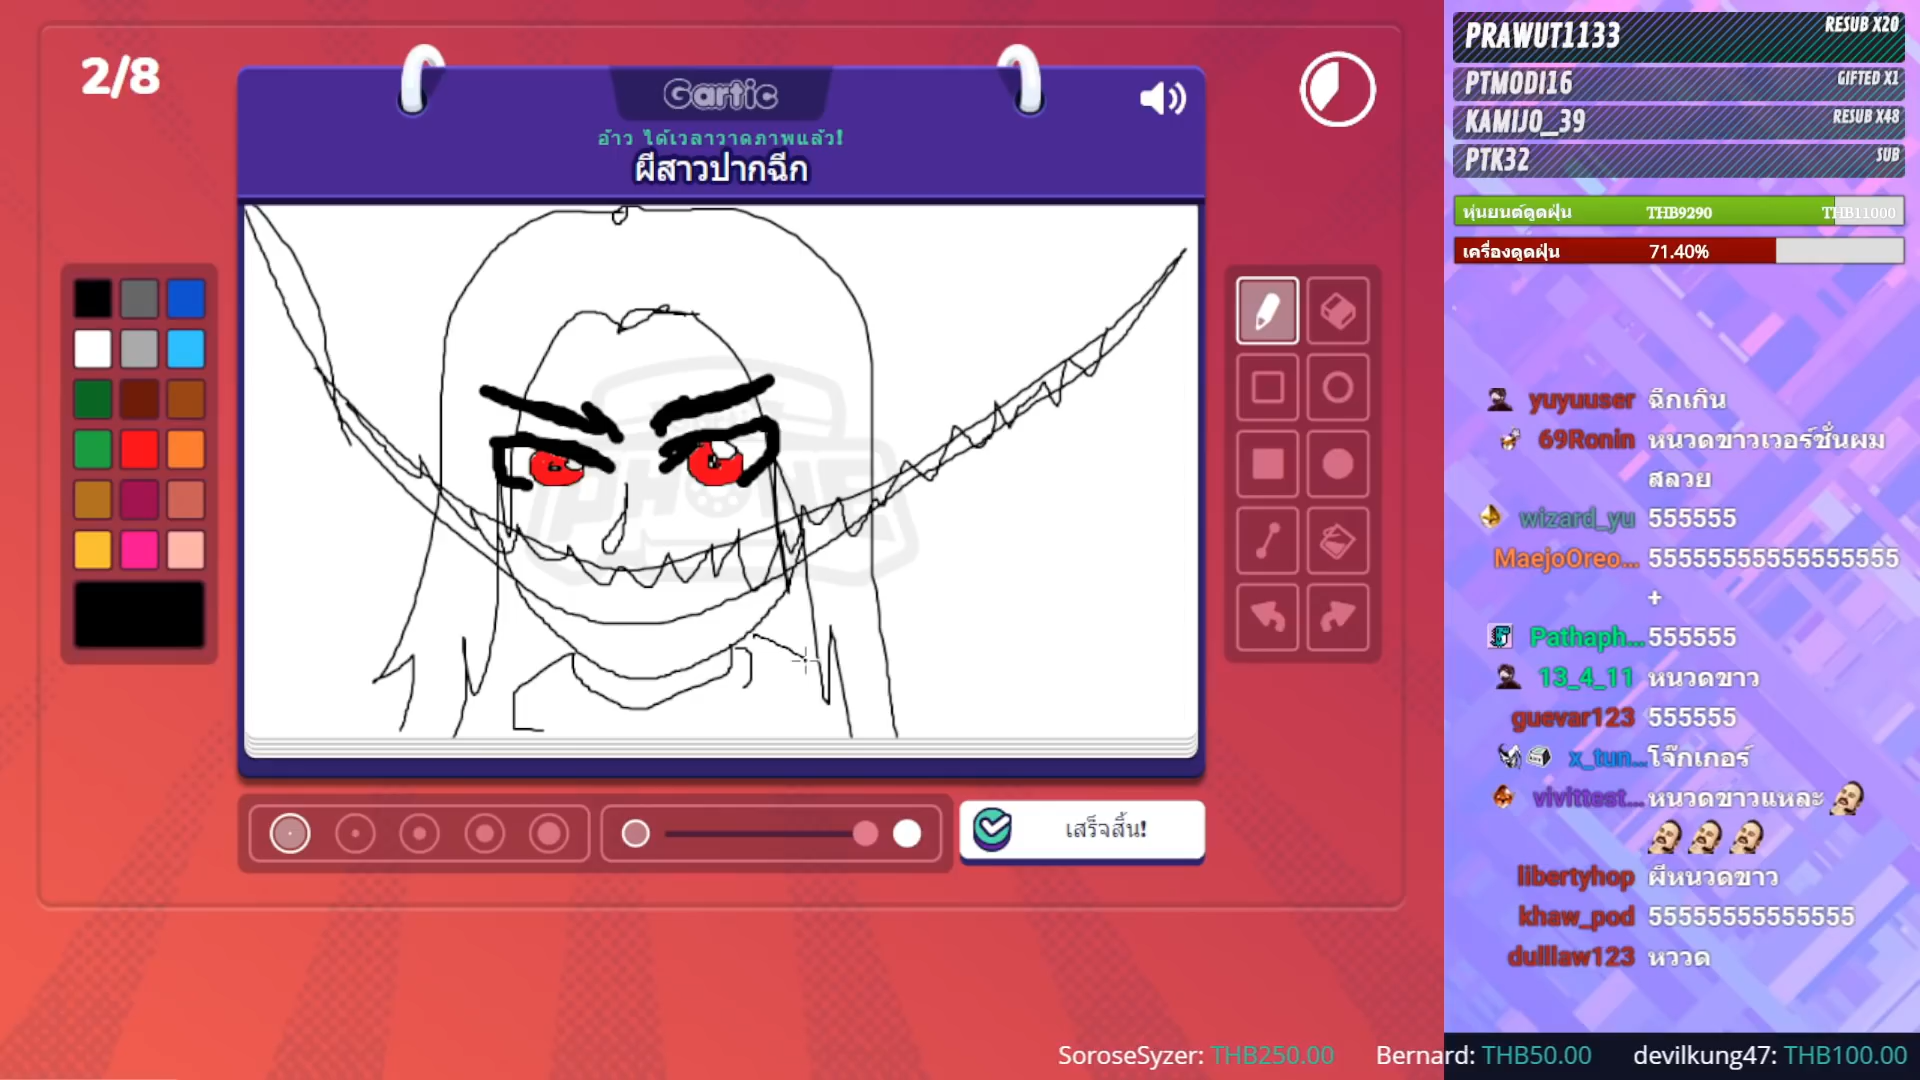 2/8
Gartic
อ้าว ได้เวลาวาดภาพแล้ว!
ผีสาวปากฉีก
PHONE
เสร็จสิ้น!
PRAWUT1133 RESUB X20
PTMODI16 GIFTED X1
KAMIJO_39 RESUB X48
PTK32 SUB
หุ่นยนต์ดูดฝุ่น THB9290 THB11000
เครื่องดูดฝุ่น 71.40%
yuyuuser ฉีกเกิน
69Ronin หนวดขาวเวอร์ชั่นผม
สลวย
wizard_yu 555555
MaejoOreo... 55555555555555555
+
Pathaph... 555555
13_4_11 หนวดขาว
guevar123 555555
x_tun... โจ๊กเกอร์
vivittest... หนวดขาวแหละ
libertyhop ผีหนวดขาว
khaw_pod 55555555555555
dulllaw123 หววด
SoroseSyzer: THB250.00 Bernard: THB50.00 devilkung47: THB100.00